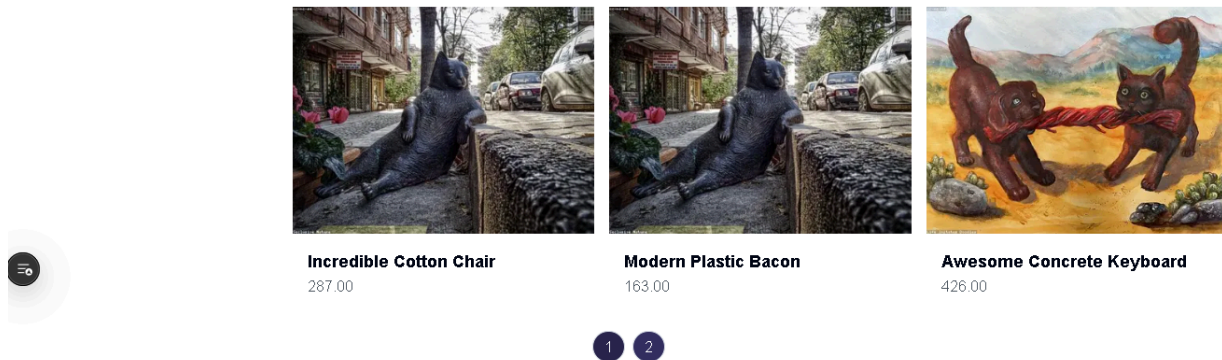 Incredible Cotton Chair
287.00
Modern Plastic Bacon
163.00
Awesome Concrete Keyboard
426.00
1 2